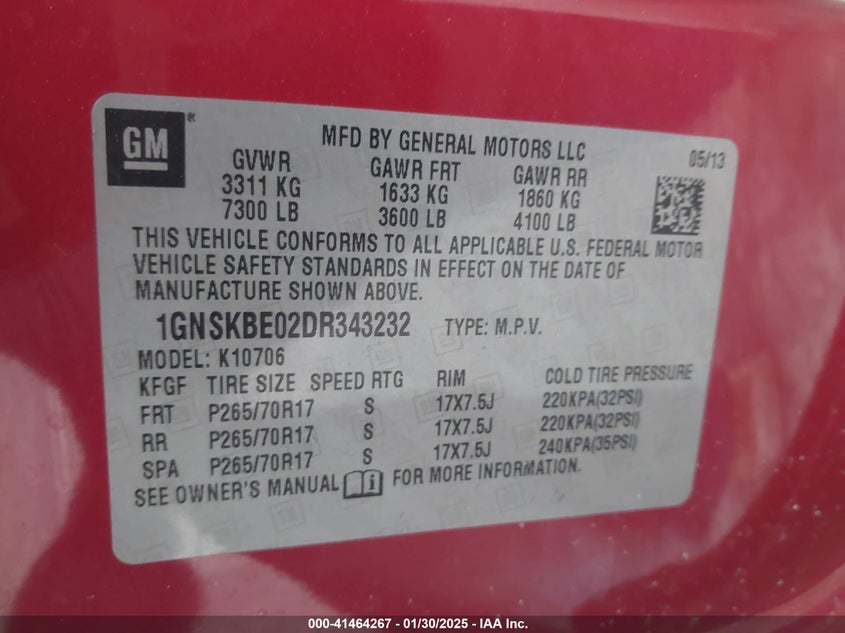 GM
MFD BY GENERAL MOTORS LLC 05/13
GVWR GAWR FRT GAWR RR
3311 KG 1633 KG 1860 KG
7300 LB 3600 LB 4100 LB
THIS VEHICLE CONFORMS TO ALL APPLICABLE U.S. FEDERAL MOTOR
VEHICLE SAFETY STANDARDS IN EFFECT ON THE DATE OF
MANUFACTURE SHOWN ABOVE.
1GNSKBE02DR343232 TYPE: M.P.V.
MODEL: K10706
KFGF TIRE SIZE SPEED RTG RIM COLD TIRE PRESSURE
FRT P265/70R17 S 17X7.5J 220KPA(32PSI)
RR P265/70R17 S 17X7.5J 220KPA(32PSI)
SPA P265/70R17 S 17X7.5J 240KPA(35PSI)
SEE OWNER'S MANUAL i FOR MORE INFORMATION.
000-41464267 - 01/30/2025 - IAA Inc.